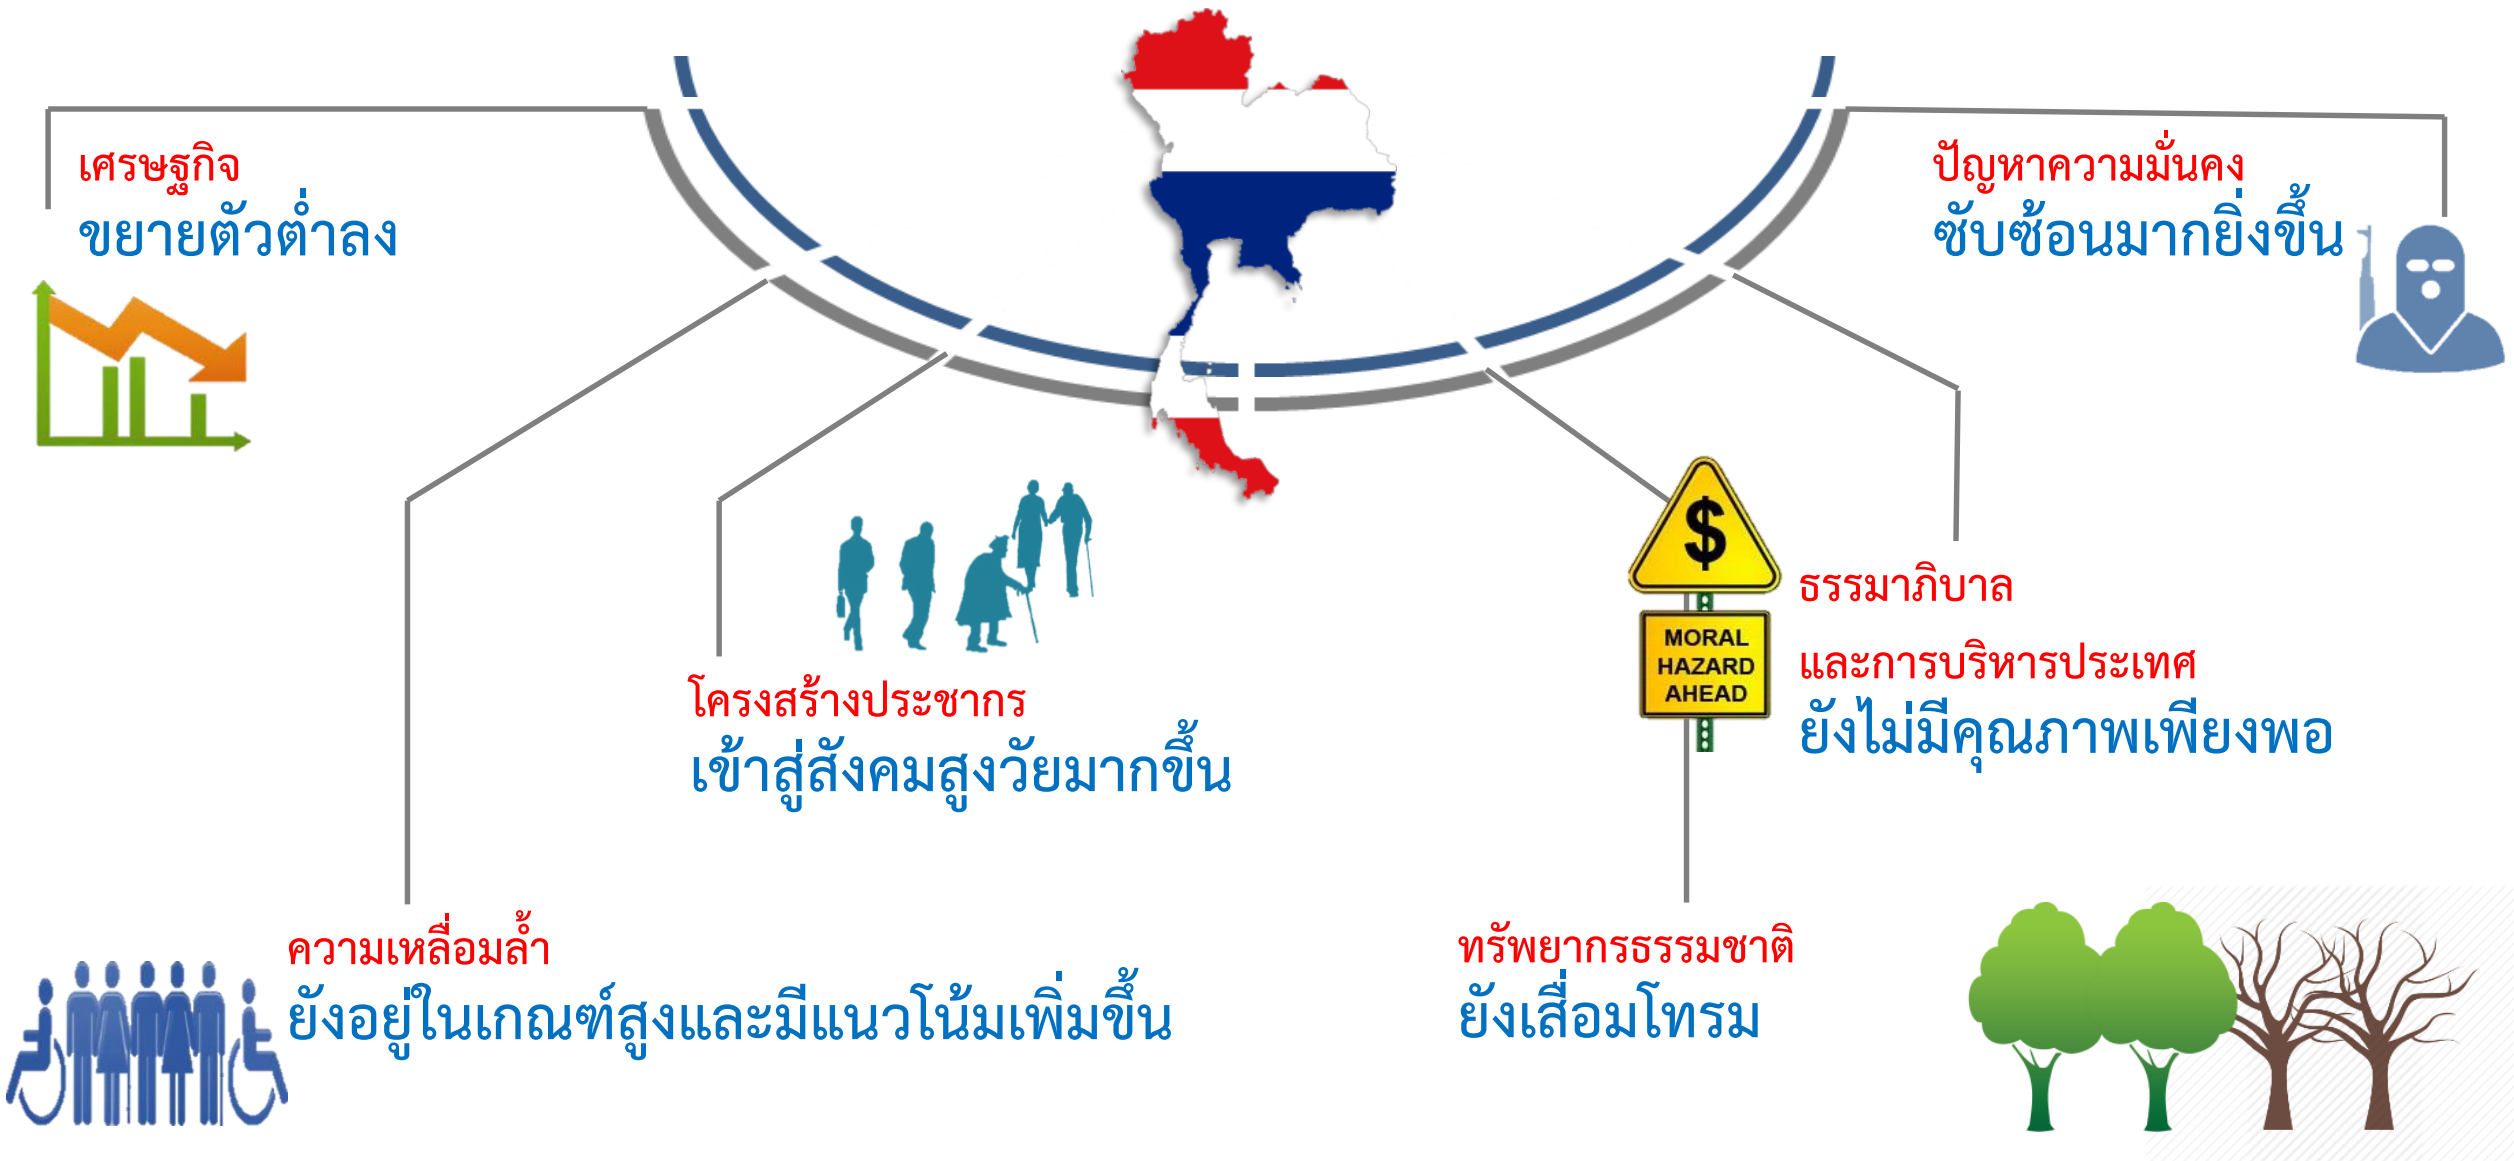 เศรษฐกิจ
ขยายตัวต่ำลง
ปัญหาความมั่นคง
ซับซ้อนมากยิ่งขึ้น
โครงสร้างประชากร
เข้าสู่สังคมสูงวัยมากขึ้น
$
MORAL
HAZARD
AHEAD
ธรรมาภิบาล
และการบริหารประเทศ
ยังไม่มีคุณภาพเพียงพอ
ความเหลื่อมล้ำ
ยังอยู่ในเกณฑ์สูงและมีแนวโน้มเพิ่มขึ้น
ทรัพยากรธรรมชาติ
ยังเสื่อมโทรม